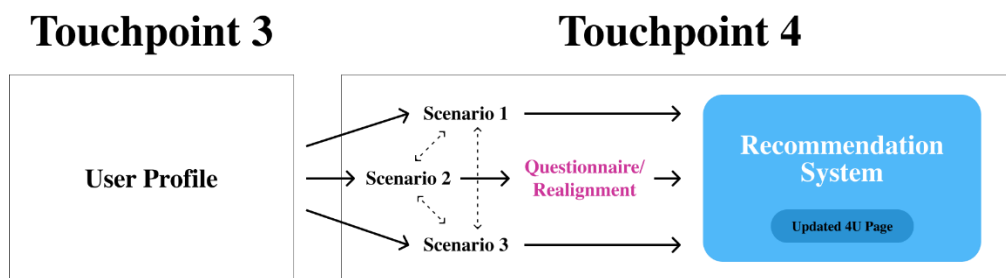 Touchpoint 3
Touchpoint 4
User Profile
Scenario 1
Scenario 2
Scenario 3
Questionnaire/
Realignment
Recommendation
System
Updated 4U Page